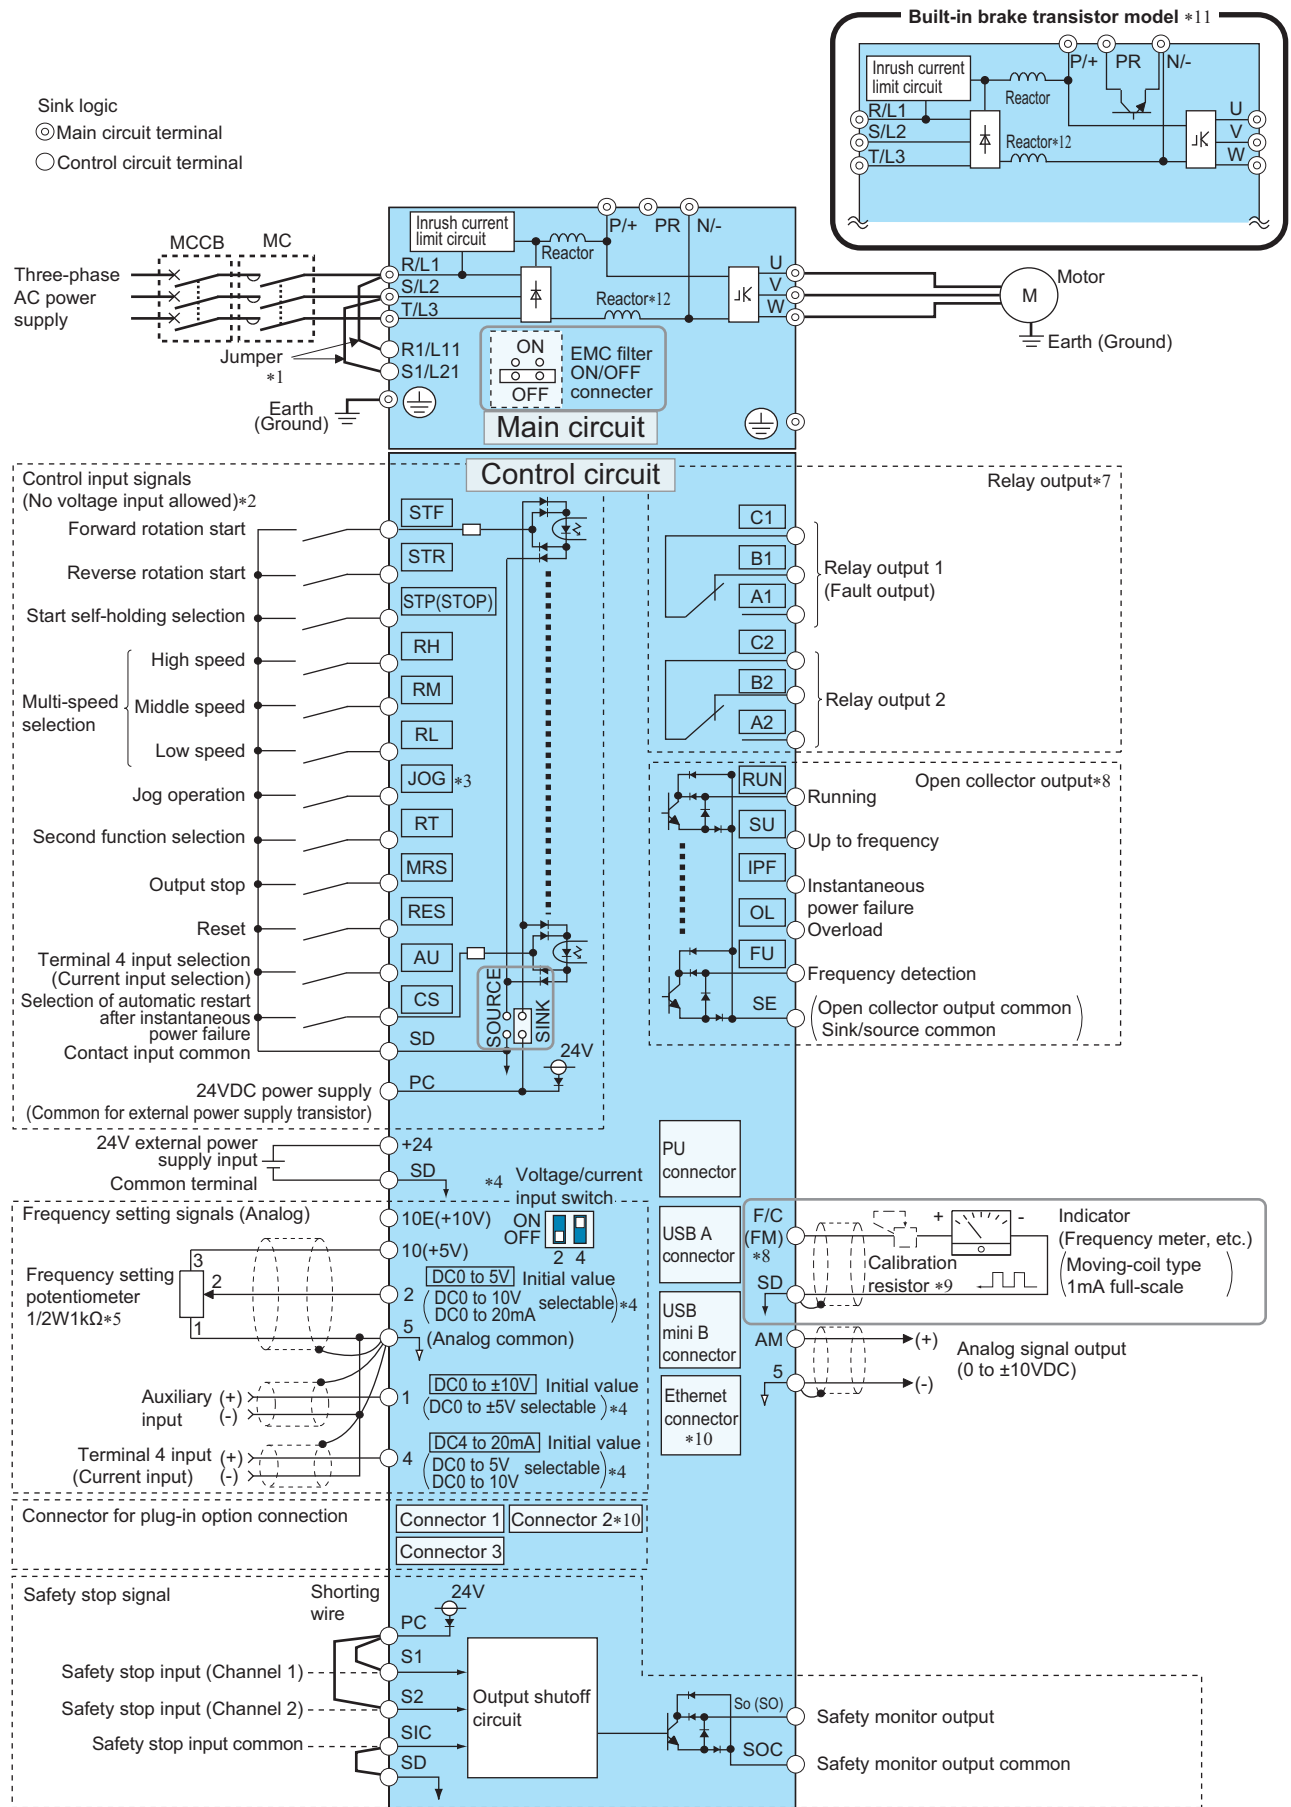 Built-in brake transistor model *11
P/+ PR N/-
Inrush current
limit circuit
Reactor
R/L1
S/L2
T/L3
Reactor*12
U
V
W
Sink logic
Main circuit terminal
Control circuit terminal
P/+ PR N/-
Inrush current
limit circuit
Reactor
MCCB MC
Three-phase
AC power
supply
R/L1
S/L2
T/L3
Reactor*12
U
V
W
Motor
M
Earth (Ground)
Jumper
*1
R1/L11
S1/L21
ON
OFF
EMC filter
ON/OFF
connecter
Earth
(Ground)
Main circuit
Control circuit
Control input signals
(No voltage input allowed)*2
Forward rotation start
STF
Reverse rotation start
STR
Start self-holding selection
STP(STOP)
Multi-speed
selection
High speed
RH
Middle speed
RM
Low speed
RL
Jog operation
JOG *3
Second function selection
RT
Output stop
MRS
Reset
RES
Terminal 4 input selection
(Current input selection)
AU
Selection of automatic restart
after instantaneous
power failure
CS
Contact input common
SD
SOURCE
SINK
24V
24VDC power supply
(Common for external power supply transistor)
PC
Relay output*7
C1
B1
A1
Relay output 1
(Fault output)
C2
B2
A2
Relay output 2
Open collector output*8
RUN
Running
SU
Up to frequency
IPF
Instantaneous
power failure
OL
Overload
FU
Frequency detection
SE
(Open collector output common
Sink/source common)
24V external power
supply input
+24
Common terminal
SD
*4 Voltage/current
input switch
ON
OFF
2 4
Frequency setting signals (Analog)
10E(+10V)
10(+5V)
Frequency setting
potentiometer
1/2W1kΩ*5
3
2
1
2
DC0 to 5V Initial value
(DC0 to 10V
DC0 to 20mA selectable)*4
5
(Analog common)
Auxiliary
input
(+)
(-)
1
DC0 to ±10V Initial value
(DC0 to ±5V selectable)*4
Terminal 4 input
(Current input)
(+)
(-)
4
DC4 to 20mA Initial value
(DC0 to 5V
DC0 to 10V selectable)*4
PU
connector
USB A
connector
USB
mini B
connector
Ethernet
connector
*10
F/C
(FM)
*8
SD
+ -
Calibration
resistor *9
Indicator
(Frequency meter, etc.)
(Moving-coil type
1mA full-scale)
AM
5
(+)
(-)
Analog signal output
(0 to ±10VDC)
Connector for plug-in option connection
Connector 1
Connector 2*10
Connector 3
Safety stop signal
Shorting
wire
24V
PC
S1
Safety stop input (Channel 1)
S2
Safety stop input (Channel 2)
SIC
Safety stop input common
SD
Output shutoff
circuit
So (SO)
Safety monitor output
SOC
Safety monitor output common